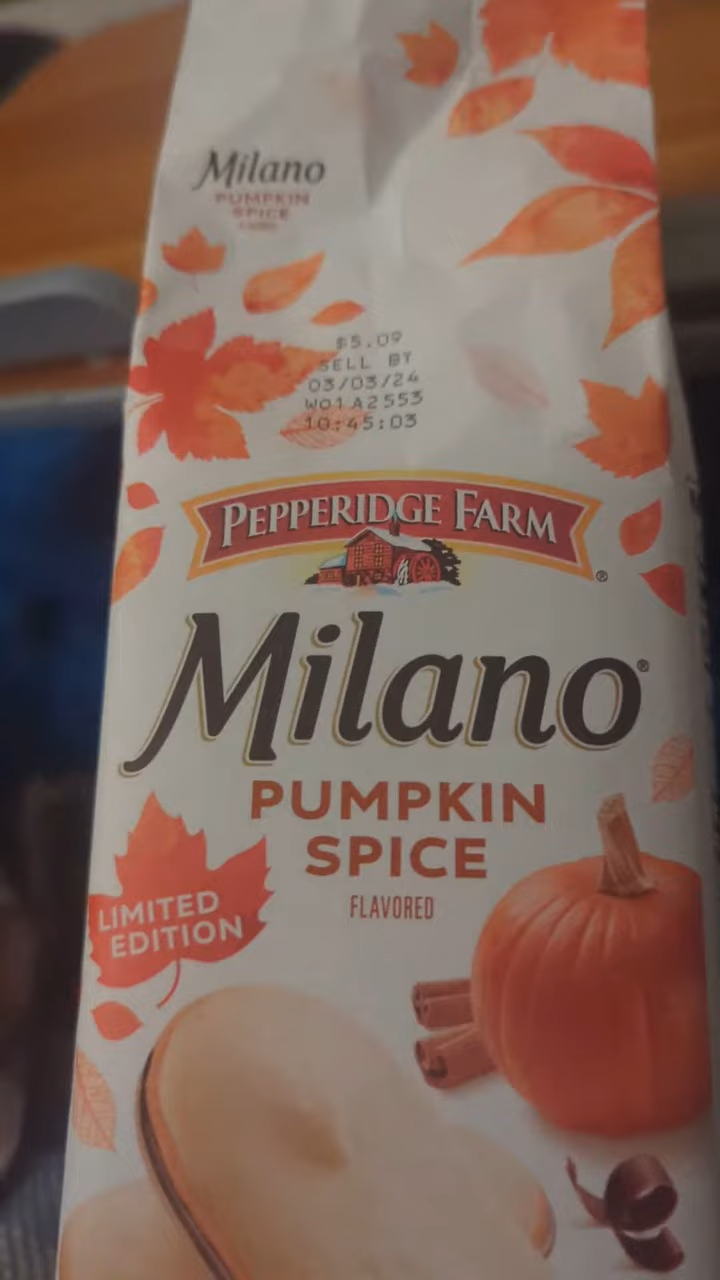 Milano
PUMPKIN
SPICE
$5.09
SELL BY
03/03/24
W01A2553
10:45:03
PEPPERIDGE FARM®
Milano®
PUMPKIN
SPICE
FLAVORED
LIMITED
EDITION